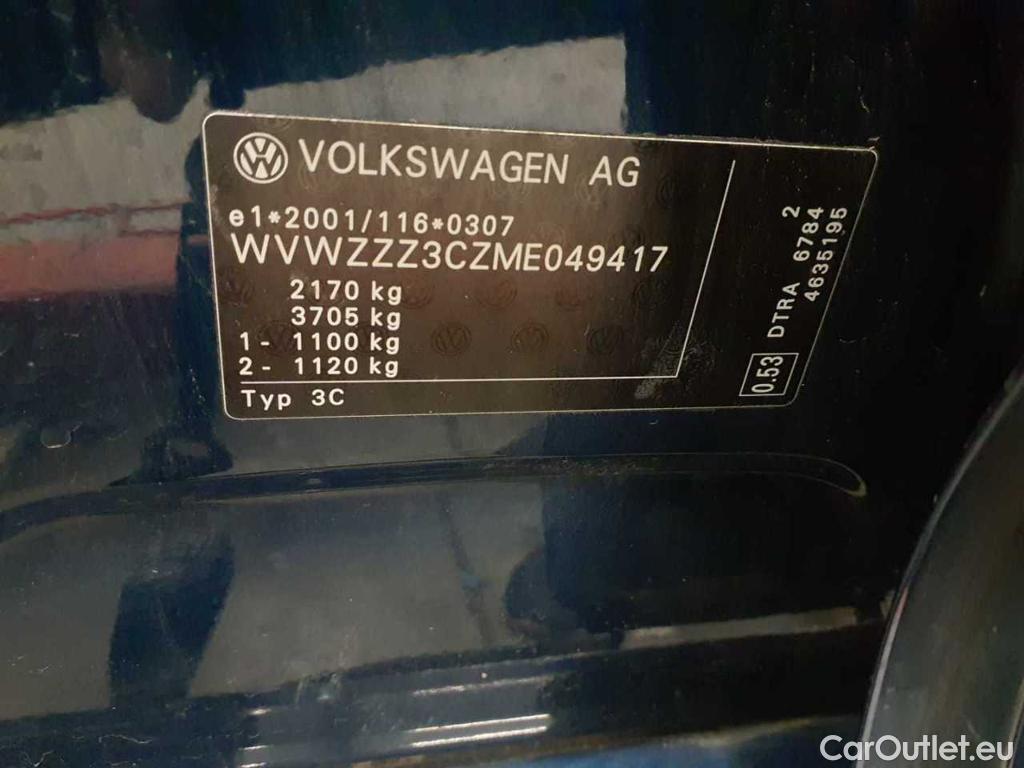 VOLKSWAGEN AG
e1*2001/116*0307
WVWZZZ3CZME049417
2170 kg
3705 kg
1 - 1100 kg
2 - 1120 kg
Typ 3C
0.53 DTRA 6784 2
4635195
CarOutlet.eu